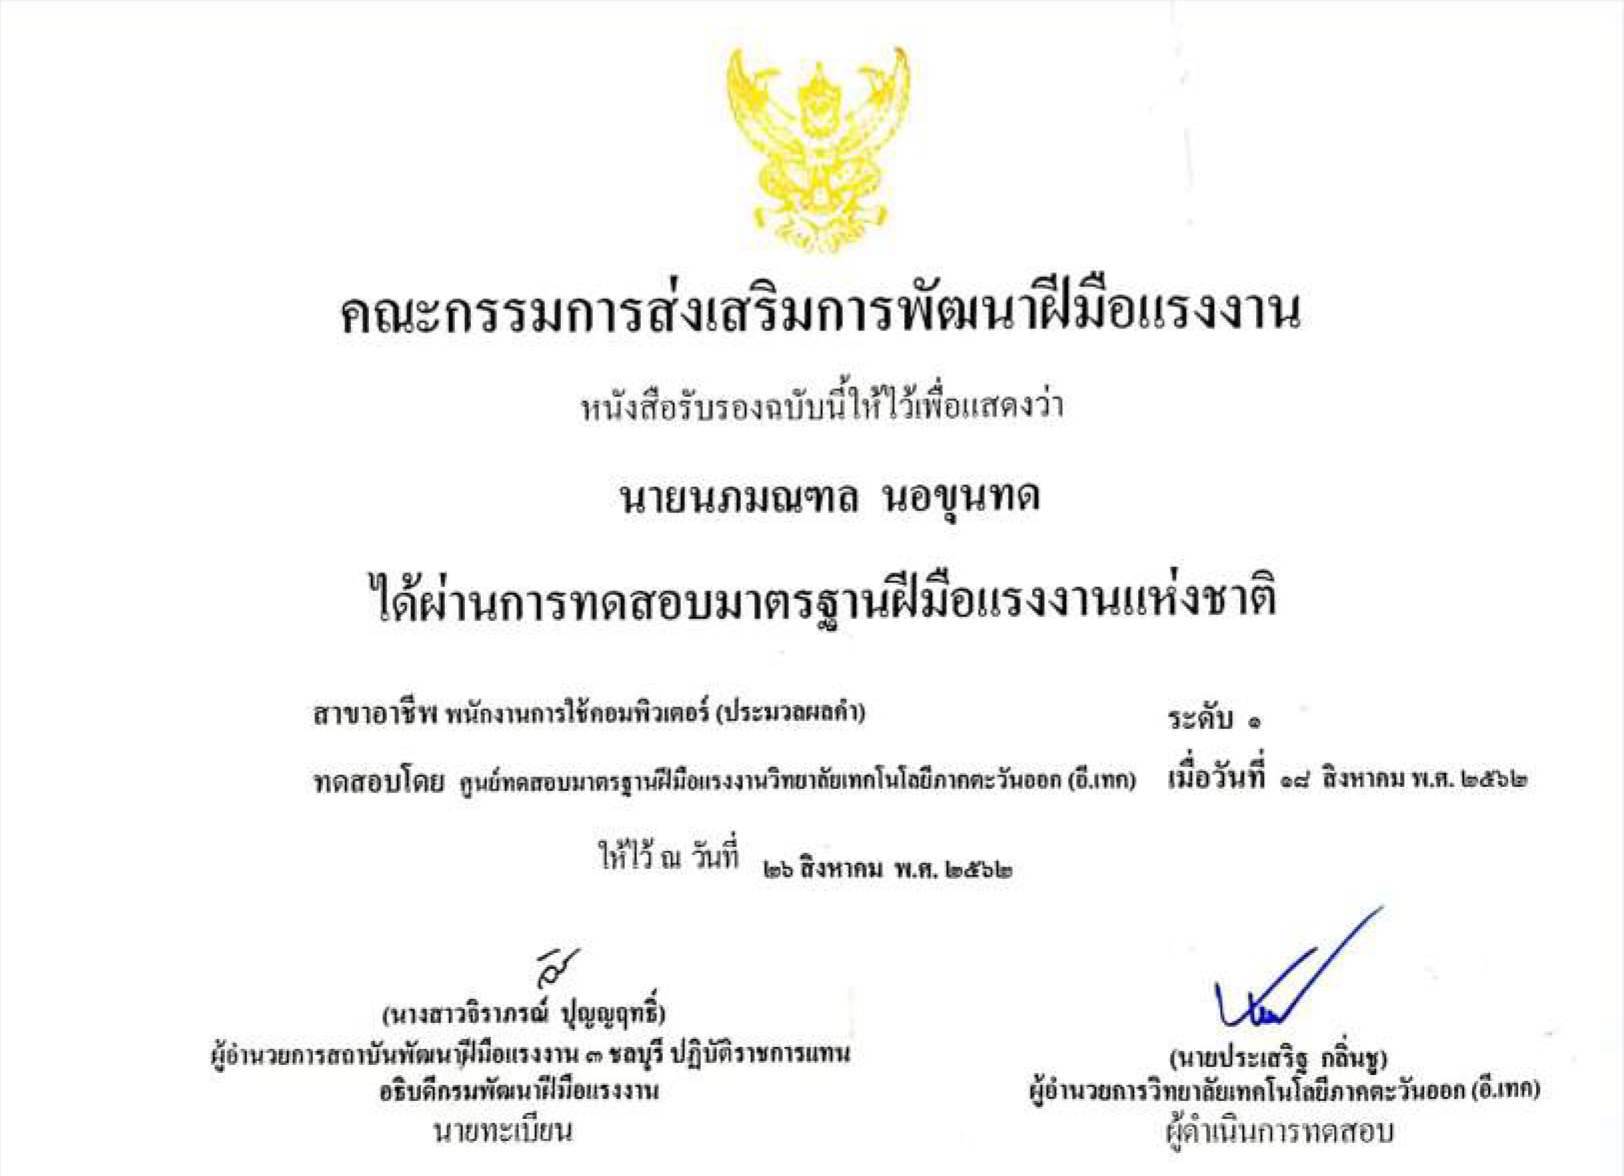 คณะกรรมการส่งเสริมการพัฒนาฝีมือแรงงาน
หนังสือรับรองฉบับนี้ให้ไว้เพื่อแสดงว่า
นายนภมณฑล นอขุนทด
ได้ผ่านการทดสอบมาตรฐานฝีมือแรงงานแห่งชาติ
สาขาอาชีพ พนักงานการใช้คอมพิวเตอร์ (ประมวลผลคำ) ระดับ ๑
ทดสอบโดย ศูนย์ทดสอบมาตรฐานฝีมือแรงงานวิทยาลัยเทคโนโลยีภาคตะวันออก (อี.เทค) เมื่อวันที่ ๑๘ สิงหาคม พ.ศ. ๒๕๖๒
ให้ไว้ ณ วันที่ ๒๖ สิงหาคม พ.ศ. ๒๕๖๒
(นางสาวจิราภรณ์ ปุญญฤทธิ์)
ผู้อำนวยการสถาบันพัฒนาฝีมือแรงงาน ๓ ชลบุรี ปฏิบัติราชการแทน
อธิบดีกรมพัฒนาฝีมือแรงงาน
นายทะเบียน
(นายประเสริฐ กลิ่นชู)
ผู้อำนวยการวิทยาลัยเทคโนโลยีภาคตะวันออก (อี.เทค)
ผู้ดำเนินการทดสอบ